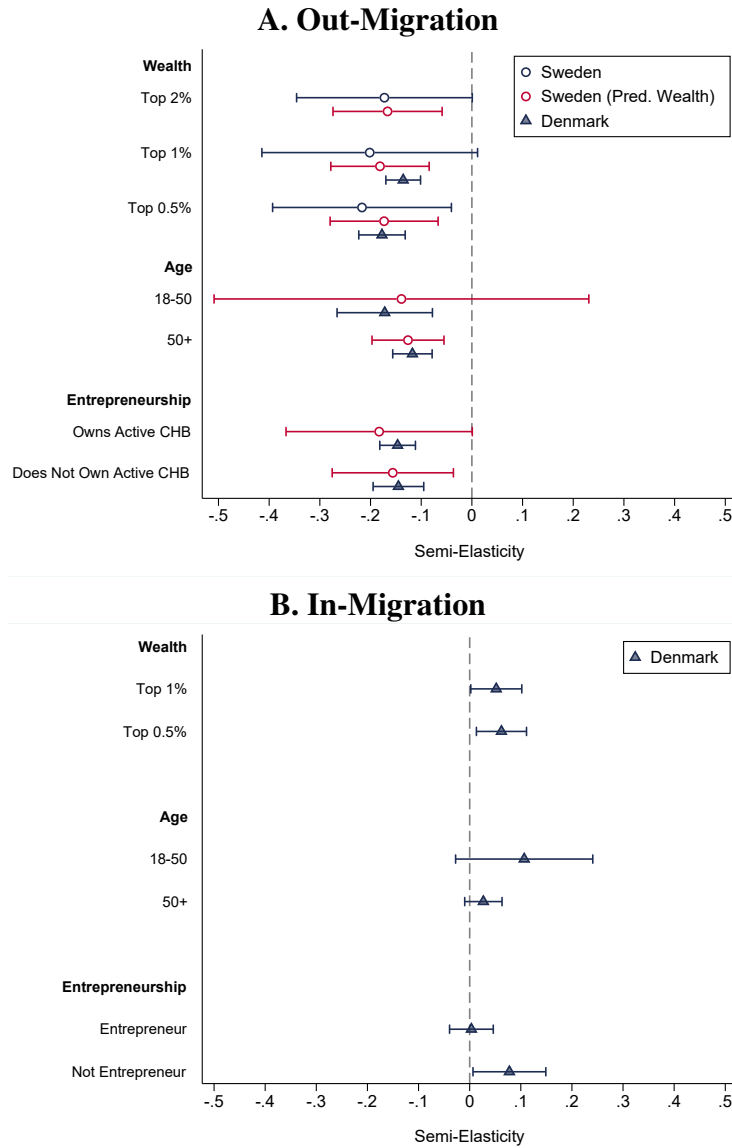 A. Out-Migration
Wealth
Sweden
Sweden (Pred. Wealth)
Denmark
Top 2%
Top 1%
Top 0.5%
Age
18-50
50+
Entrepreneurship
Owns Active CHB
Does Not Own Active CHB
-.5 -.4 -.3 -.2 -.1 0 .1 .2 .3 .4 .5
Semi-Elasticity
B. In-Migration
Wealth
Denmark
Top 1%
Top 0.5%
Age
18-50
50+
Entrepreneurship
Entrepreneur
Not Entrepreneur
-.5 -.4 -.3 -.2 -.1 0 .1 .2 .3 .4 .5
Semi-Elasticity